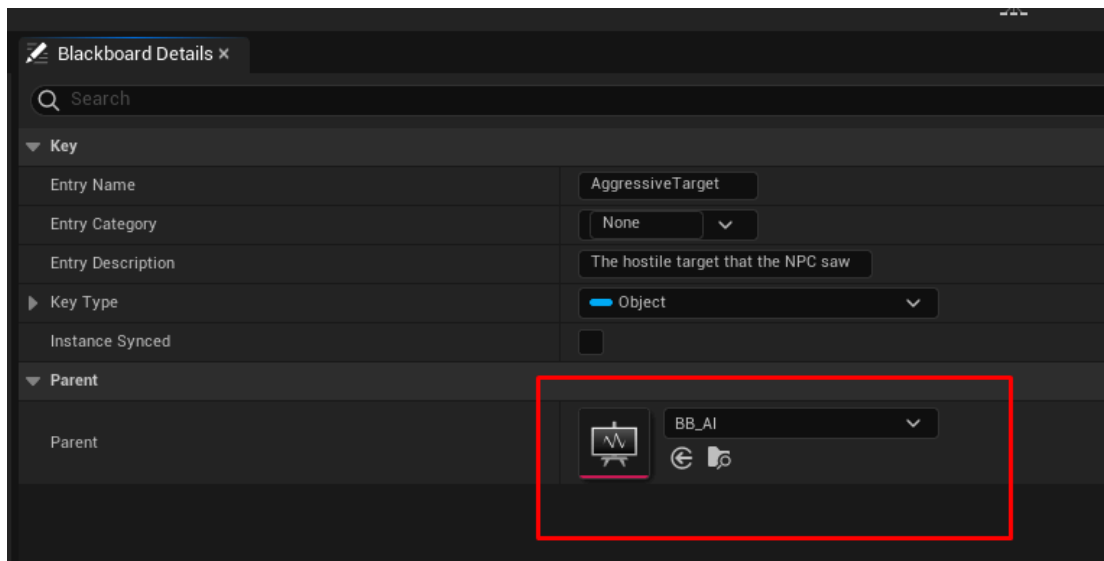 Blackboard Details ×
Search
Key
Entry Name AggressiveTarget
Entry Category None
Entry Description The hostile target that the NPC saw
Key Type Object
Instance Synced
Parent
Parent BB_AI